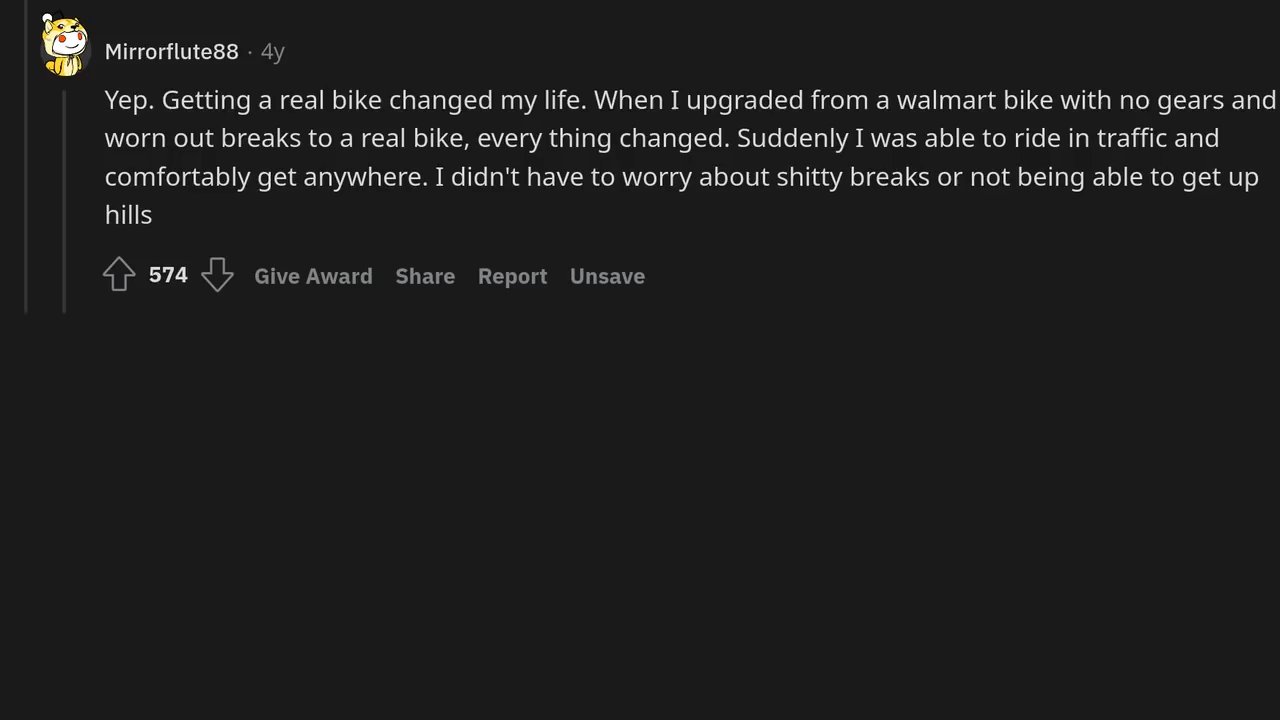 Mirrorflute88 · 4y
Yep. Getting a real bike changed my life. When I upgraded from a walmart bike with no gears and
worn out breaks to a real bike, every thing changed. Suddenly I was able to ride in traffic and
comfortably get anywhere. I didn't have to worry about shitty breaks or not being able to get up
hills
574 Give Award Share Report Unsave